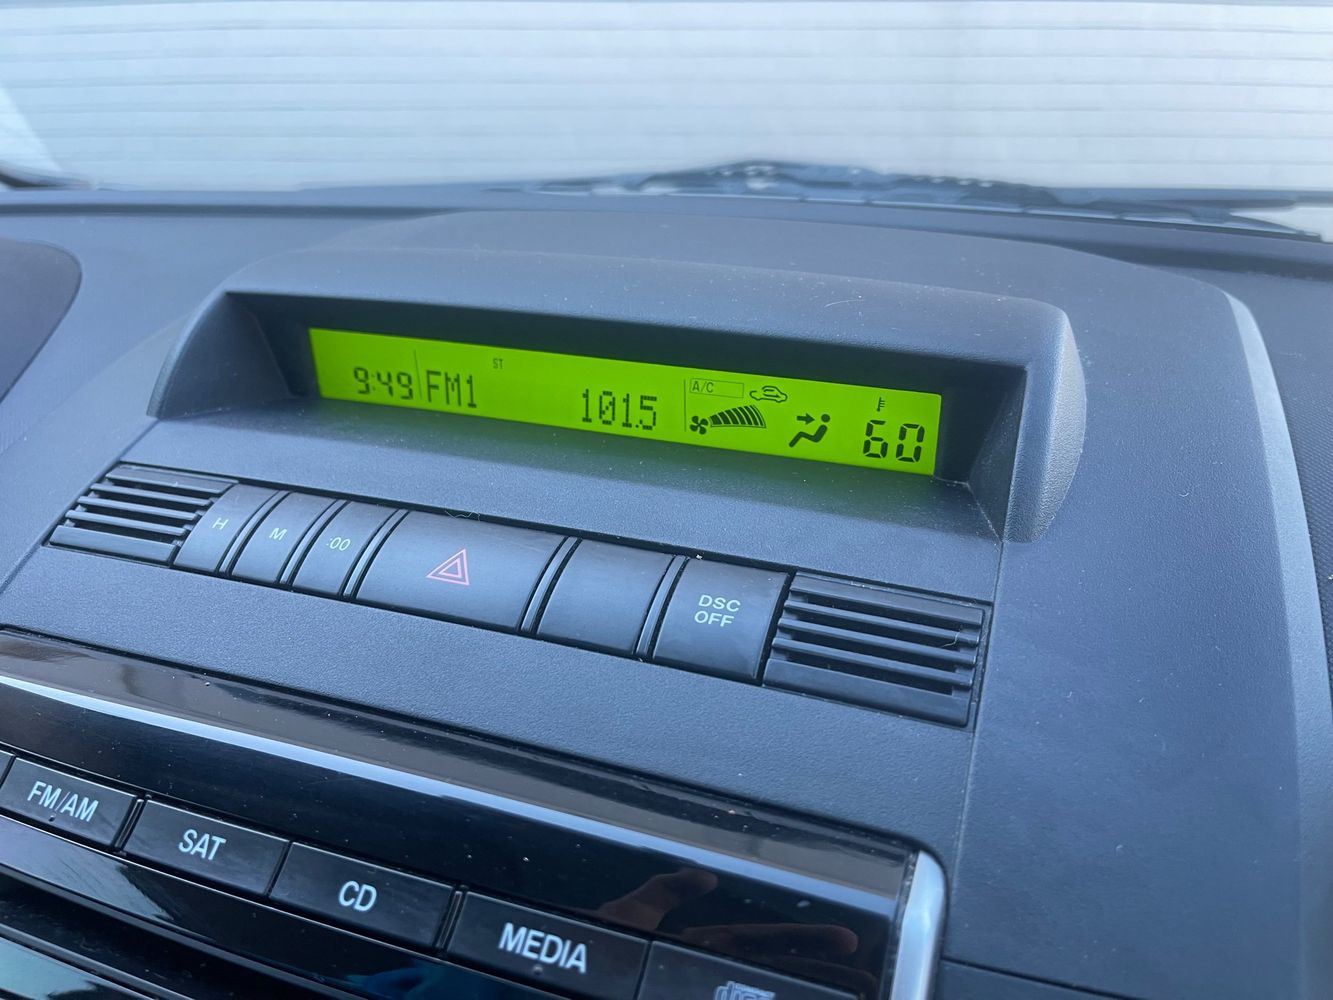 9:49 FM1 ST 101.5 A/C 60
H M :00 DSC
OFF
FM/AM SAT CD MEDIA